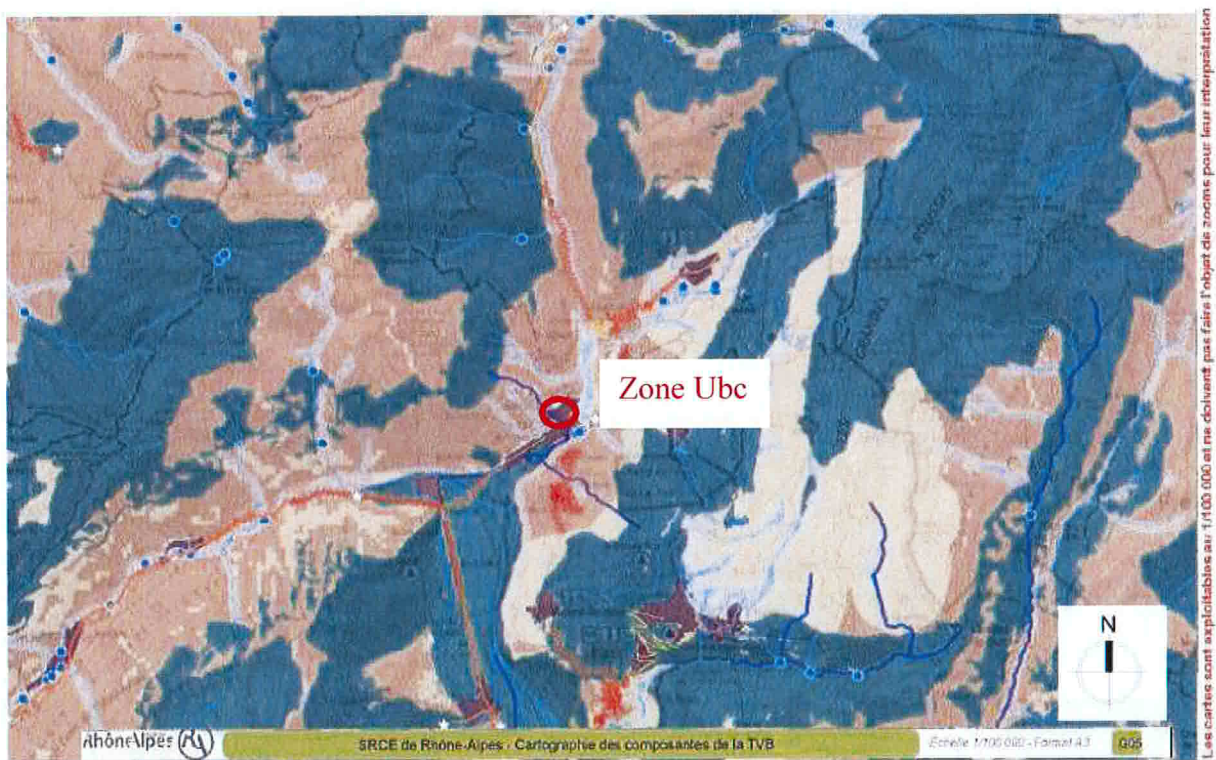 Zone Ubc
N
RhôneAlpes
SRCE de Rhône-Alpes - Cartographie des composantes de la TVB
Echelle 1/100 000 - Format A3
G05
Les cartes sont exploitables au 1/100 000 et ne doivent pas faire l'objet de zooms pour leur interprétation